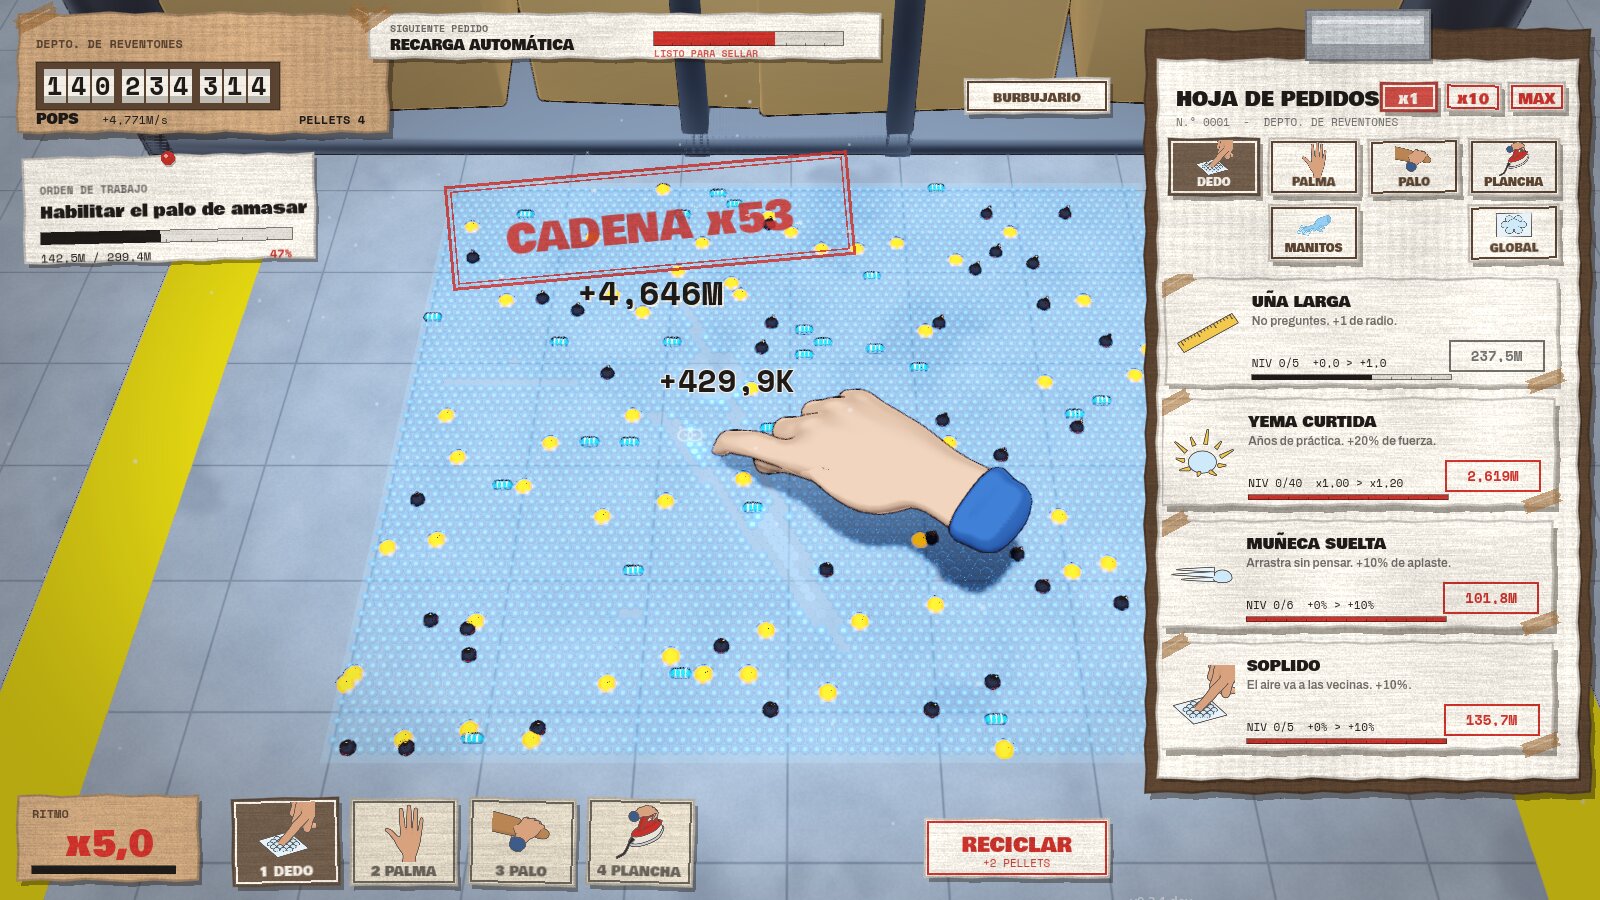 DEPTO. DE REVENTONES
140 234 314
POPS +4,771M/s PELLETS 4
SIGUIENTE PEDIDO
RECARGA AUTOMÁTICA
LISTO PARA SELLAR
BURBUJARIO
ORDEN DE TRABAJO
Habilitar el palo de amasar
142,5M / 299,4M 47%
CADENA x53
+4,646M
+429,9K
HOJA DE PEDIDOS x1 x10 MAX
N.° 0001 - DEPTO. DE REVENTONES
DEDO PALMA PALO PLANCHA
MANITOS GLOBAL
UÑA LARGA
No preguntes. +1 de radio.
NIV 0/5 +0,0 > +1,0 237,5M
YEMA CURTIDA
Años de práctica. +20% de fuerza.
NIV 0/40 x1,00 > x1,20 2,619M
MUÑECA SUELTA
Arrastra sin pensar. +10% de aplaste.
NIV 0/6 +0% > +10% 101,8M
SOPLIDO
El aire va a las vecinas. +10%.
NIV 0/5 +0% > +10% 135,7M
RITMO
x5,0
1 DEDO 2 PALMA 3 PALO 4 PLANCHA
RECICLAR
+2 PELLETS